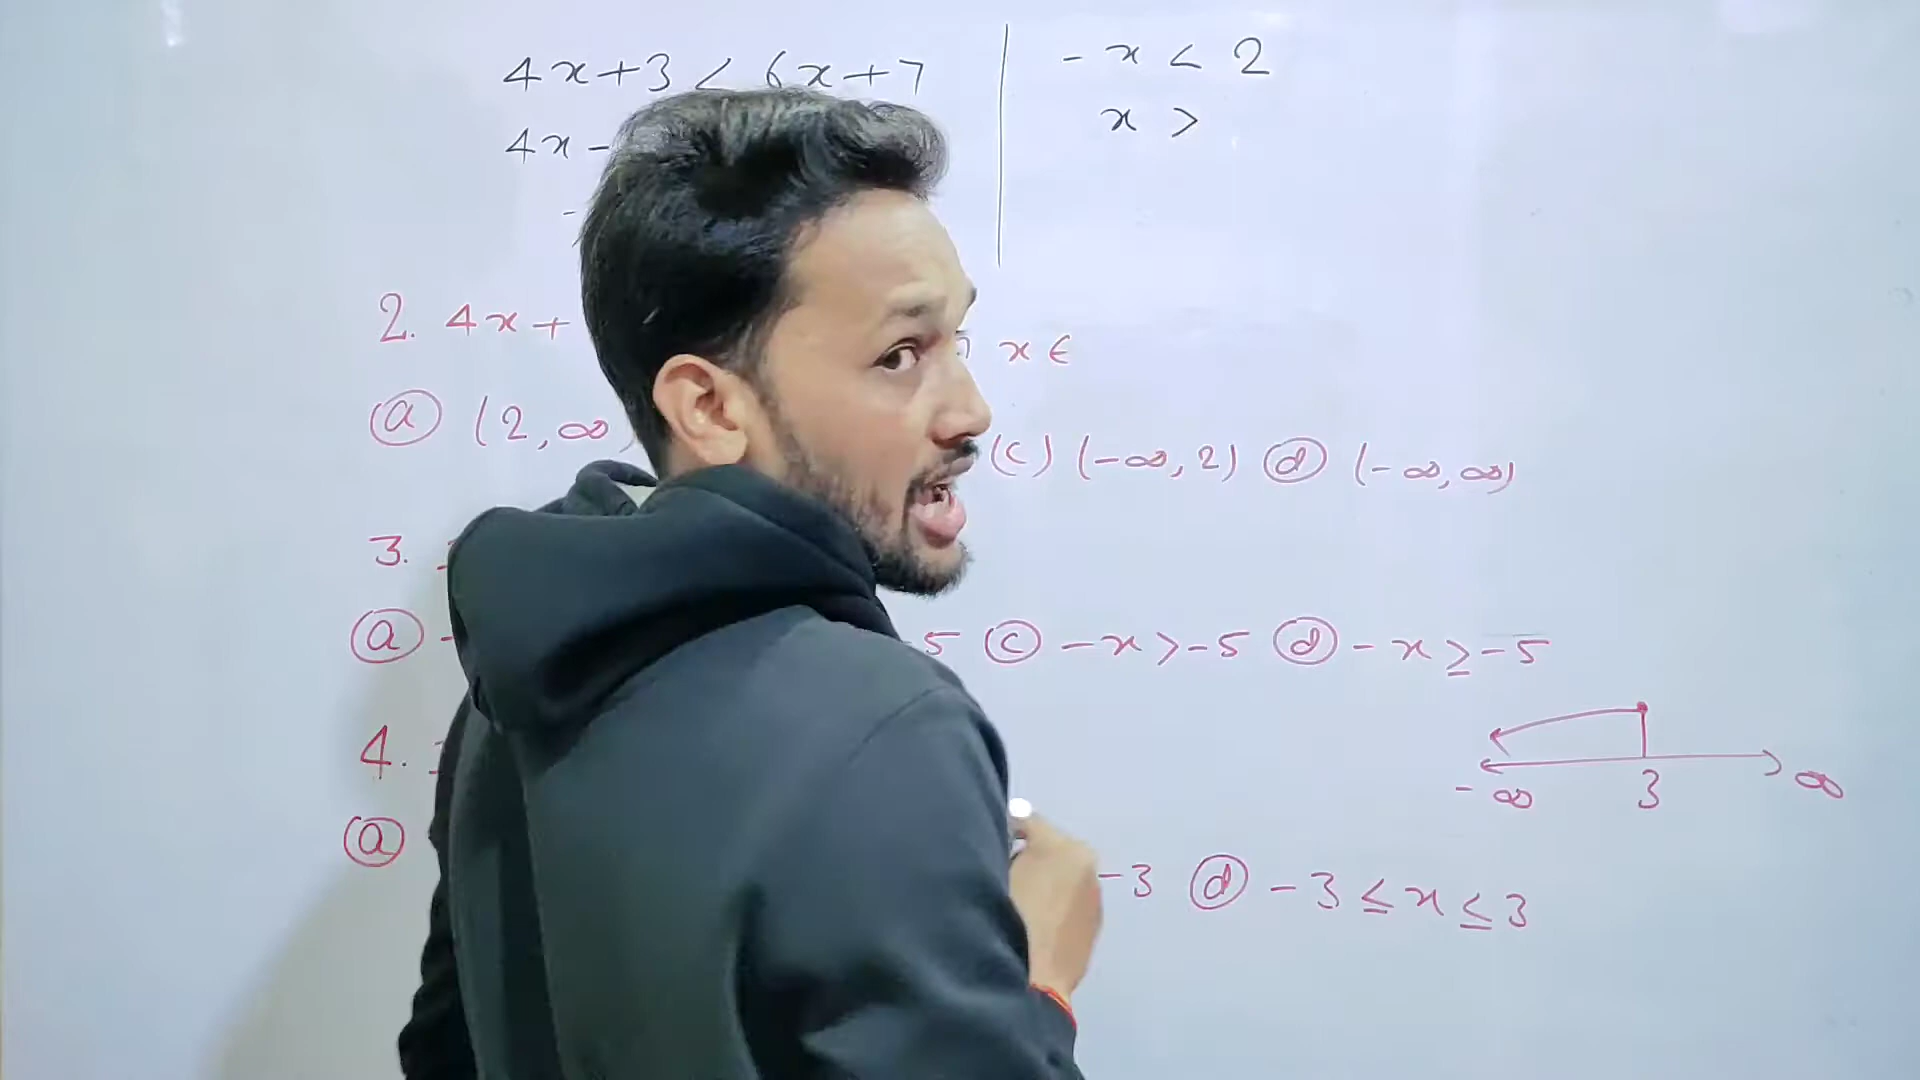 4x+3 < 6x+7
4x -
-
- x < 2
x >
2. 4x + x ∈
(a) (2, ∞ (c) (-∞, 2) (d) (-∞, ∞)
3.
(a) - 5 (c) -x > -5 (d) -x ≥ -5
4.
(a) -3 (d) -3 ≤ x ≤ 3
-∞ 3 ∞